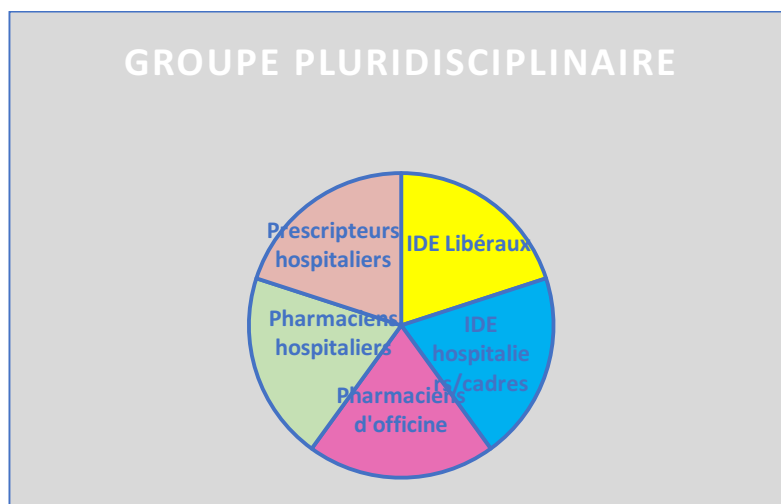 GROUPE PLURIDISCIPLINAIRE
Prescripteurs
hospitaliers
IDE Libéraux
Pharmaciens
hospitaliers
IDE
hospitalie
rs/cadres
Pharmaciens
d'officine